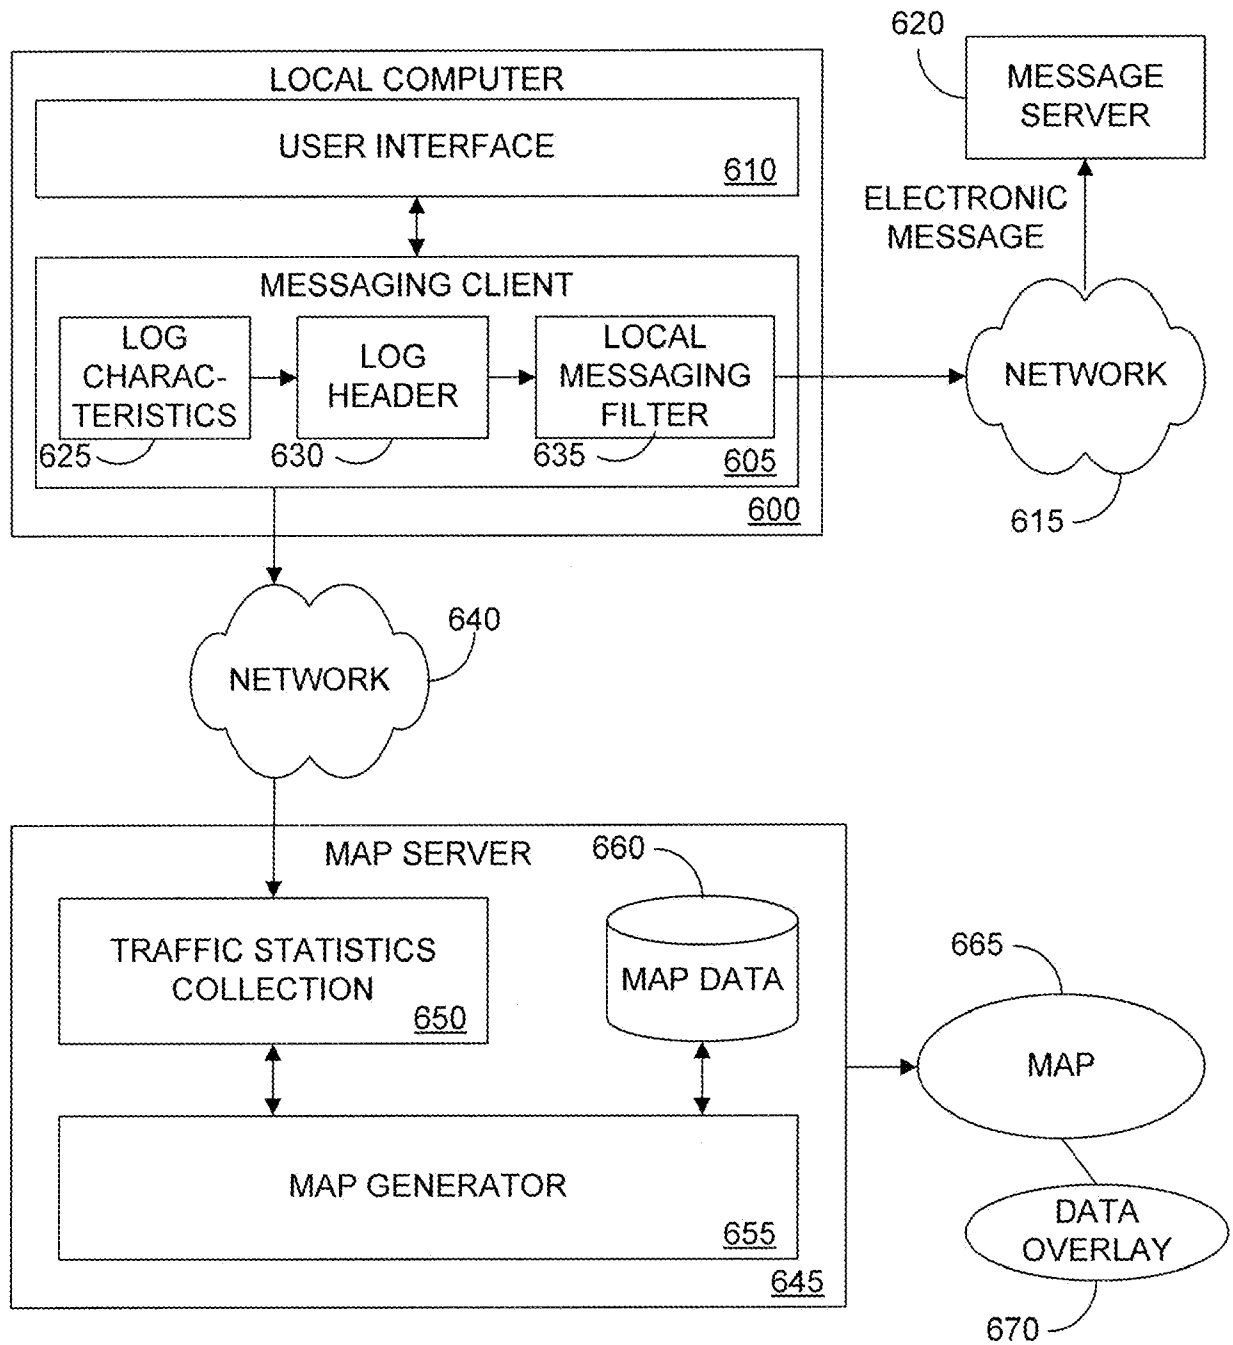 620
MESSAGE
SERVER
LOCAL COMPUTER
USER INTERFACE
610
ELECTRONIC
MESSAGE
MESSAGING CLIENT
LOG
CHARAC-
TERISTICS
LOG
HEADER
LOCAL
MESSAGING
FILTER
NETWORK
625
630
635
605
600
615
640
NETWORK
MAP SERVER
660
TRAFFIC STATISTICS
COLLECTION
650
MAP DATA
665
MAP
MAP GENERATOR
655
645
DATA
OVERLAY
670